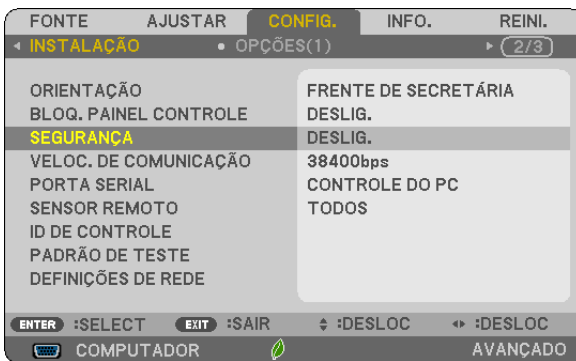 FONTE AJUSTAR CONFIG. INFO. REINI.
INSTALAÇÃO • OPÇÕES(1) 2/3
ORIENTAÇÃO FRENTE DE SECRETÁRIA
BLOQ. PAINEL CONTROLE DESLIG.
SEGURANÇA DESLIG.
VELOC. DE COMUNICAÇÃO 38400bps
PORTA SERIAL CONTROLE DO PC
SENSOR REMOTO TODOS
ID DE CONTROLE
PADRÃO DE TESTE
DEFINIÇÕES DE REDE
ENTER :SELECT EXIT :SAIR :DESLOC :DESLOC
COMPUTADOR AVANÇADO